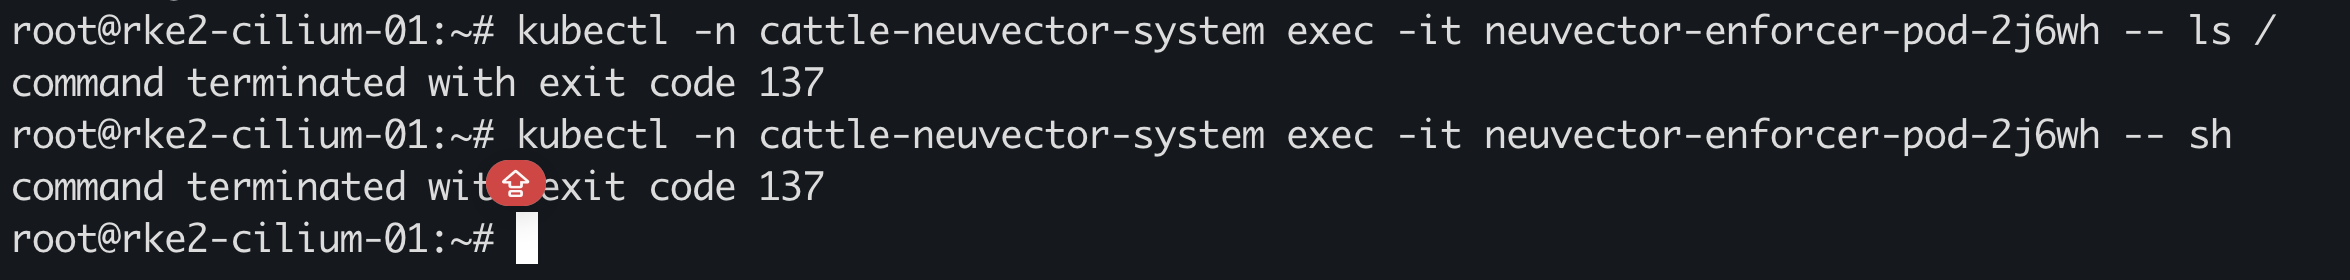 root@rke2-cilium-01:~# kubectl -n cattle-neuvector-system exec -it neuvector-enforcer-pod-2j6wh -- ls /
command terminated with exit code 137
root@rke2-cilium-01:~# kubectl -n cattle-neuvector-system exec -it neuvector-enforcer-pod-2j6wh -- sh
command terminated wit exit code 137
root@rke2-cilium-01:~#